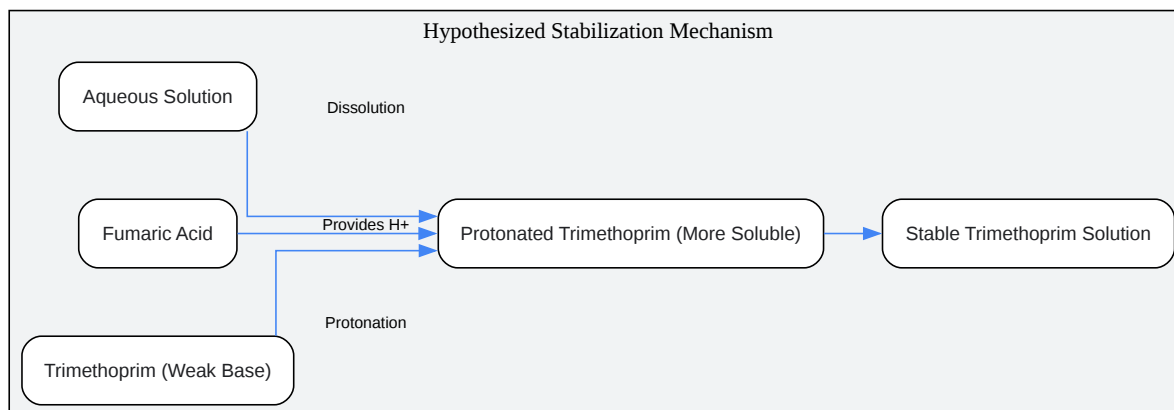 Hypothesized Stabilization Mechanism
Aqueous Solution
Dissolution
Fumaric Acid
Provides H+
Protonated Trimethoprim (More Soluble)
Stable Trimethoprim Solution
Protonation
Trimethoprim (Weak Base)